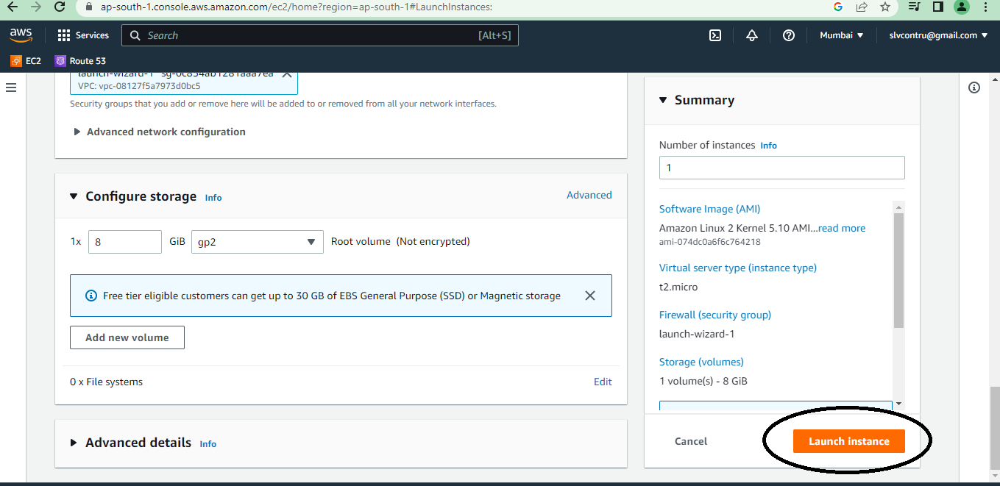 ap-south-1.console.aws.amazon.com/ec2/home?region=ap-south-1#LaunchInstances:
aws
Services
Search
[Alt+S]
Mumbai
slvcontru@gmail.com
EC2
Route 53
launch-wizard-1 sg-0c854ab1281aaa7ea
VPC: vpc-08127f5a7973d0bc5
Security groups that you add or remove here will be added to or removed from all your network interfaces.
Advanced network configuration
Configure storage Info
Advanced
1x 8 GiB gp2 Root volume (Not encrypted)
Free tier eligible customers can get up to 30 GB of EBS General Purpose (SSD) or Magnetic storage
Add new volume
0 x File systems
Edit
Advanced details Info
Summary
Number of instances Info
1
Software Image (AMI)
Amazon Linux 2 Kernel 5.10 AMI...read more
ami-074dc0a6f6c764218
Virtual server type (instance type)
t2.micro
Firewall (security group)
launch-wizard-1
Storage (volumes)
1 volume(s) - 8 GiB
Cancel
Launch instance